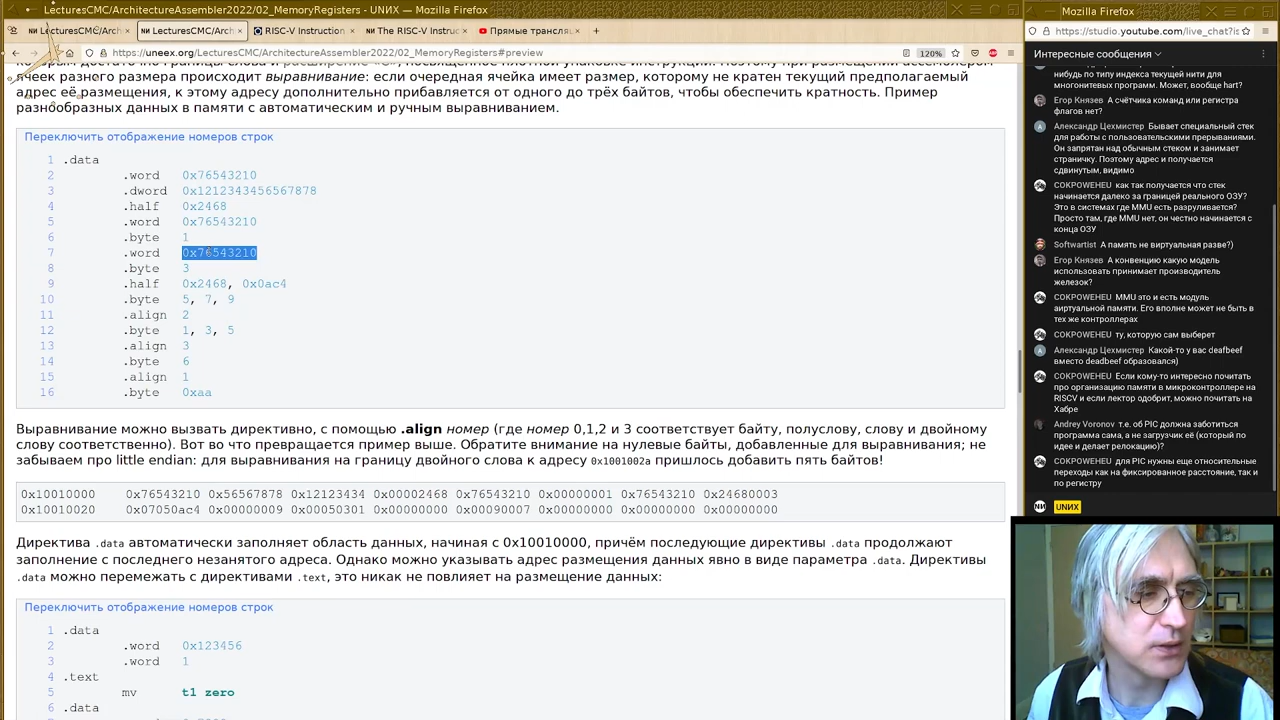 LecturesCMC/ArchitectureAssembler2022/02_MemoryRegisters - UNИX — Mozilla Firefox
LecturesCMC/Arch
LecturesCMC/Arch
RISC-V Instruction
The RISC-V Instruc
Прямые трансляц
https://uneex.org/LecturesCMC/ArchitectureAssembler2022/02_MemoryRegisters#preview
120%
ячеек разного размера происходит выравнивание: если очередная ячейка имеет размер, которому не кратен текущий предполагаемый
адрес её размещения, к этому адресу дополнительно прибавляется от одного до трёх байтов, чтобы обеспечить кратность. Пример
разнообразных данных в памяти с автоматическим и ручным выравниванием.
Переключить отображение номеров строк
1 .data
2 .word 0x76543210
3 .dword 0x1212343456567878
4 .half 0x2468
5 .word 0x76543210
6 .byte 1
7 .word 0x76543210
8 .byte 3
9 .half 0x2468, 0x0ac4
10 .byte 5, 7, 9
11 .align 2
12 .byte 1, 3, 5
13 .align 3
14 .byte 6
15 .align 1
16 .byte 0xaa
Выравнивание можно вызвать директивно, с помощью .align номер (где номер 0,1,2 и 3 соответствует байту, полуслову, слову и двойному
слову соответственно). Вот во что превращается пример выше. Обратите внимание на нулевые байты, добавленные для выравнивания; не
забываем про little endian: для выравнивания на границу двойного слова к адресу 0x1001002a пришлось добавить пять байтов!
0x10010000 0x76543210 0x56567878 0x12123434 0x00002468 0x76543210 0x00000001 0x76543210 0x24680003
0x10010020 0x07050ac4 0x00000009 0x00050301 0x00000000 0x00090007 0x00000000 0x00000000 0x00000000
Директива .data автоматически заполняет область данных, начиная с 0x10010000, причём последующие директивы .data продолжают
заполнение с последнего незанятого адреса. Однако можно указывать адрес размещения данных явно в виде параметра .data. Директивы
.data можно перемежать с директивами .text, это никак не повлияет на размещение данных:
Переключить отображение номеров строк
1 .data
2 .word 0x123456
3 .word 1
4 .text
5 mv t1 zero
6 .data
Mozilla Firefox
https://studio.youtube.com/live_chat?is
Интересные сообщения
нибудь по типу индекса текущей нити для
многонитевых программ. Может, вообще hart?
Егор Князев А счётчика команд или регистра
флагов нет?
Александр Цехмистер Бывает специальный стек
для работы с пользовательскими прерываниями.
Он запрятан над обычным стеком и занимает
страничку. Поэтому адрес и получается
сдвинутым, видимо
COKPOWEHEU как так получается что стек
начинается далеко за границей реального ОЗУ?
Это в системах где MMU есть разруливается?
Просто там, где MMU нет, он честно начинается с
конца ОЗУ
Softwartist А память не виртуальная разве?)
Егор Князев А конвенцию какую модель
использовать принимает производитель
железок?
COKPOWEHEU MMU это и есть модуль
аиртуальной памяти. Его вполне может не быть в
тех же контроллерах
COKPOWEHEU ту, которую сам выберет
Александр Цехмистер Какой-то у вас deafbeef
вместо deadbeef образовался)
COKPOWEHEU Если кому-то интересно почитать
про организацию памяти в микроконтроллере на
RISCV и если лектор одобрит, можно почитать на
Хабре
Andrey Voronov т.е. об PIC должно заботиться
программа сама, а не загрузчик её (который по
идее и делает релокацию)?
COKPOWEHEU для PIC нужны еще относительные
переходы как на фиксированное расстояние, так и
по регистру
UNИX